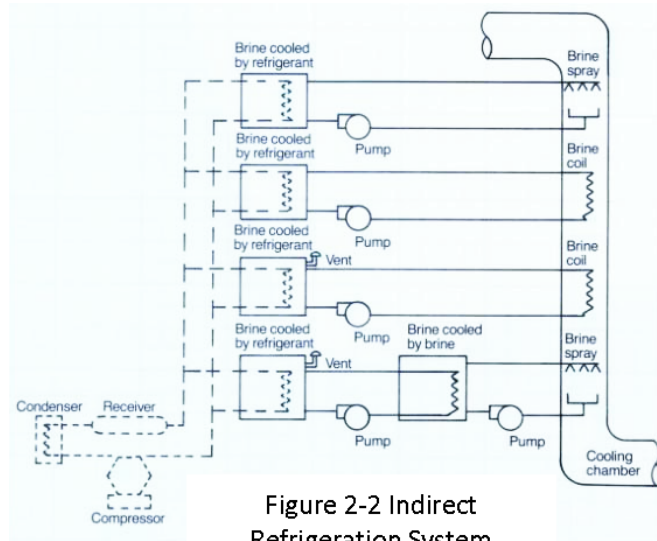 Brine cooled
by refrigerant
Brine
spray
Pump
Brine cooled
by refrigerant
Brine
coil
Pump
Brine cooled
by refrigerant
Vent
Brine
coil
Pump
Brine cooled
by refrigerant
Vent
Brine cooled
by brine
Brine
spray
Condenser
Receiver
Pump
Pump
Compressor
Cooling
chamber
Figure 2-2 Indirect
Refrigeration System